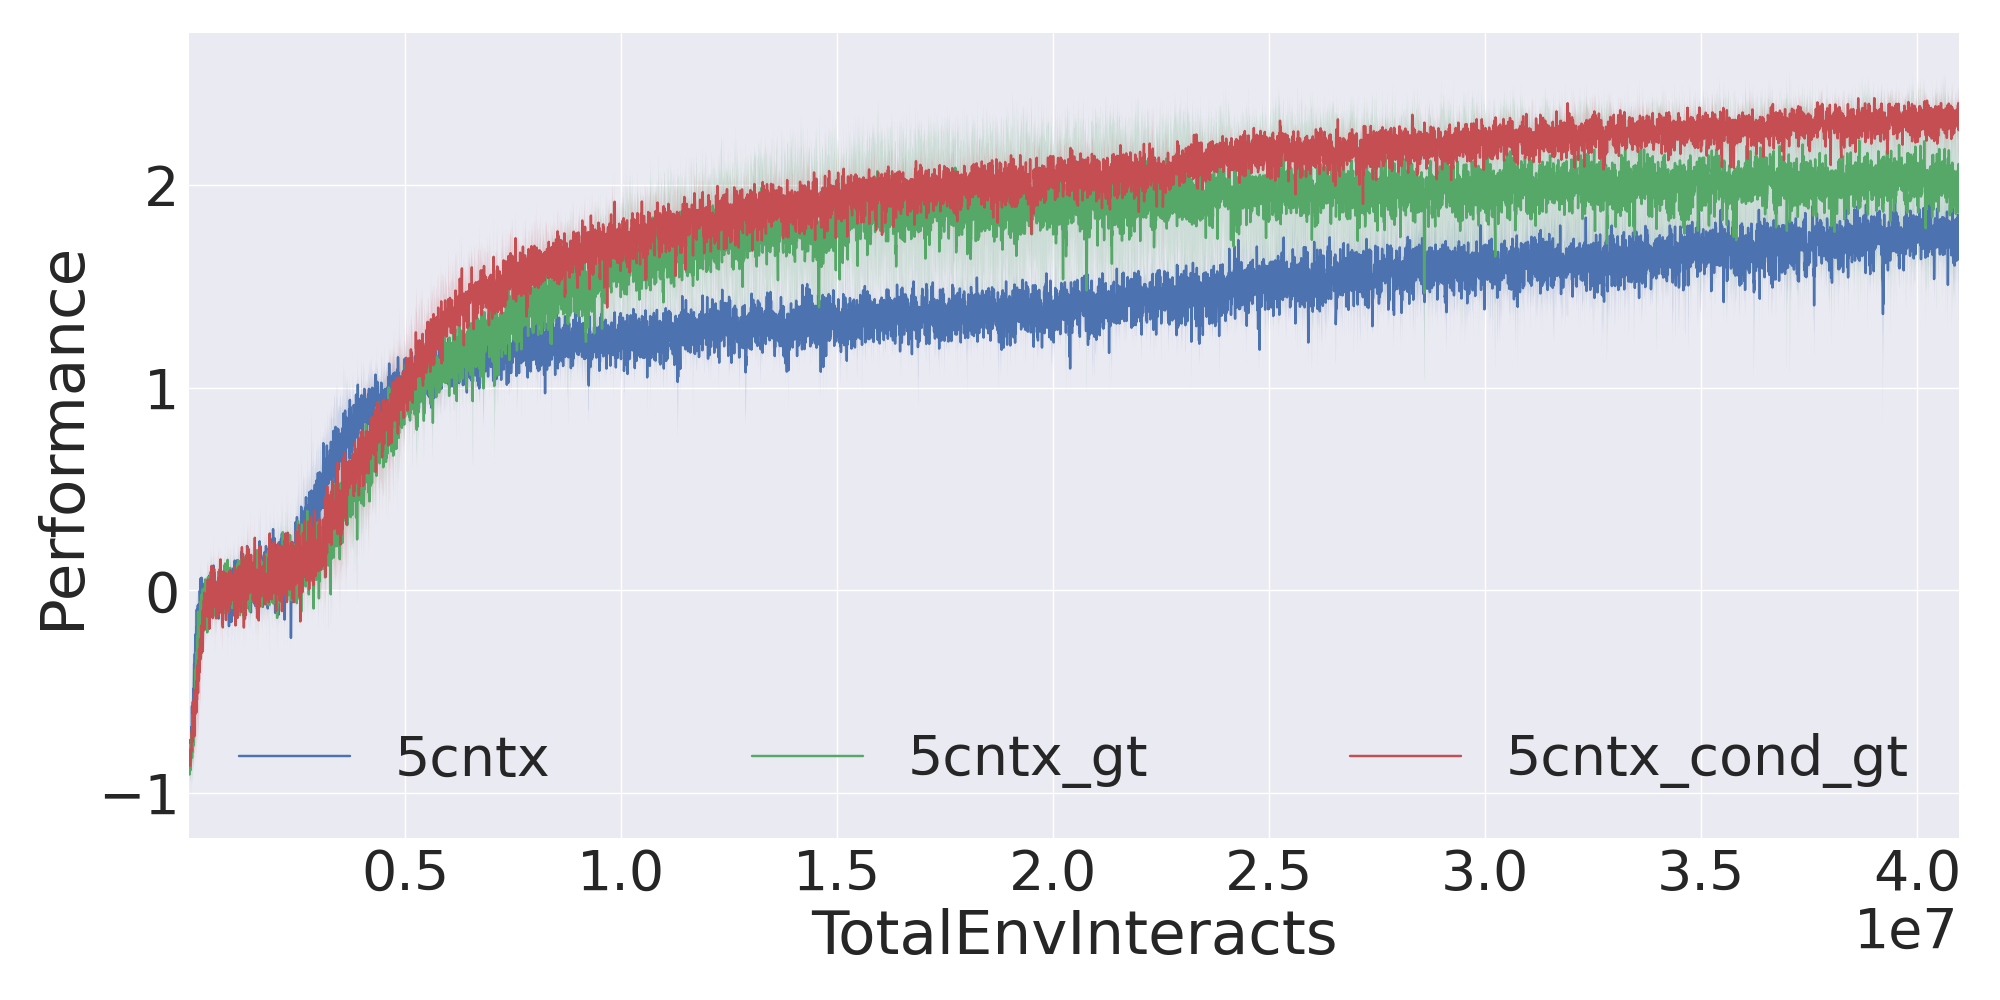 Performance
2
1
0
−1
5cntx 5cntx_gt 5cntx_cond_gt
0.5 1.0 1.5 2.0 2.5 3.0 3.5 4.0
1e7
TotalEnvInteracts